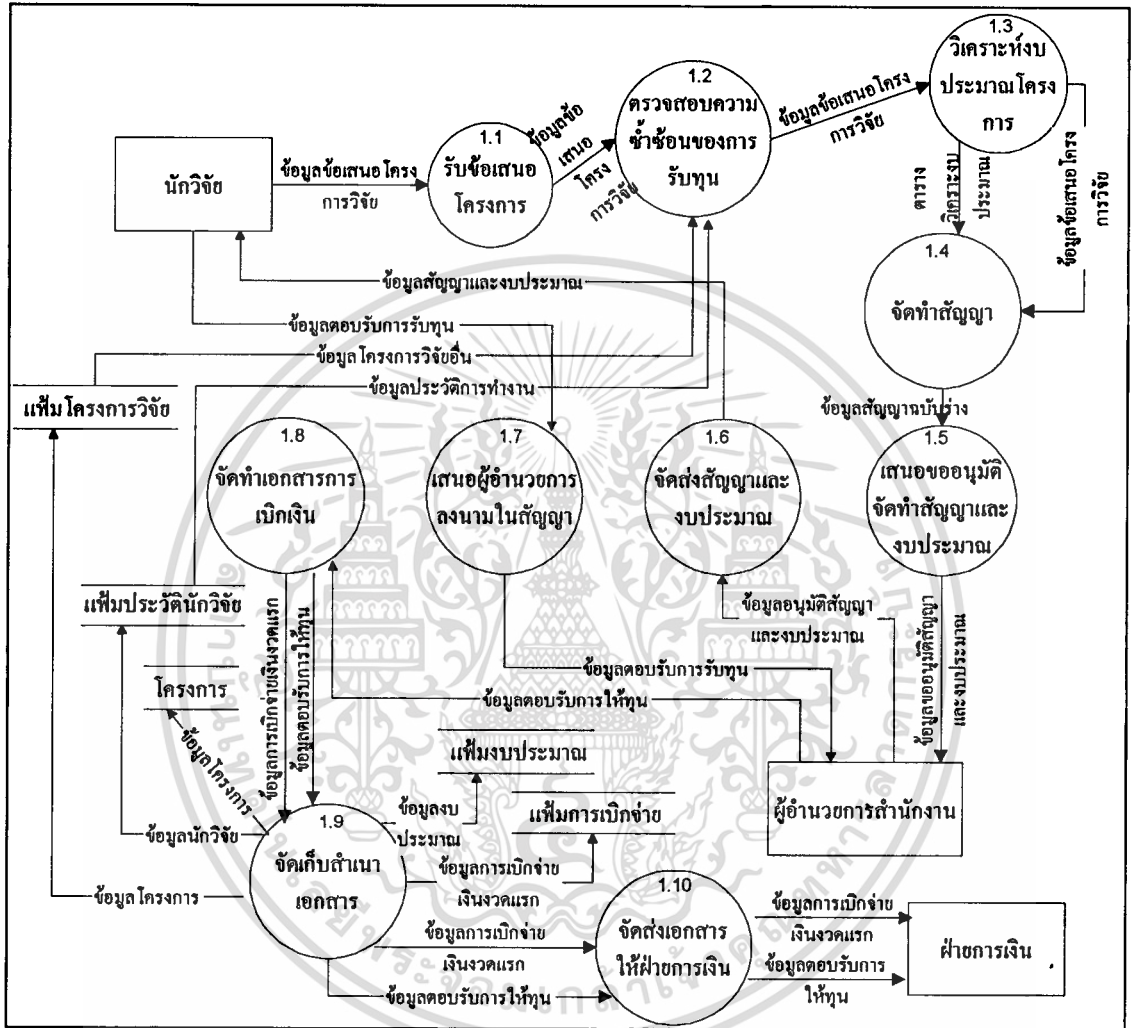 1.3
วิเคราะห์งบ
ประมาณโครง
การ
1.2
ตรวจสอบความ
ซ้ำซ้อนของการ
รับทุน
ข้อมูลข้อเสนอโครง
การวิจัย
1.1
รับข้อเสนอ
โครงการ
ข้อมูลข้อ
เสนอ
โครง
การวิจัย
นักวิจัย
ข้อมูลข้อเสนอโครง
การวิจัย
ตาราง
วิเคราะงบ
ประมาณ
ข้อมูลข้อเสนอโครง
การวิจัย
1.4
จัดทำสัญญา
ข้อมูลสัญญาและงบประมาณ
ข้อมูลตอบรับการรับทุน
ข้อมูลโครงการวิจัยอื่น
ข้อมูลประวัติการทำงาน
แฟ้มโครงการวิจัย
ข้อมูลสัญญาฉบับร่าง
1.8
จัดทำเอกสารการ
เบิกเงิน
1.7
เสนอผู้อำนวยการ
ลงนามในสัญญา
1.6
จัดส่งสัญญาและ
งบประมาณ
1.5
เสนอขออนุมัติ
จัดทำสัญญาและ
งบประมาณ
แฟ้มประวัตินักวิจัย
ข้อมูลการเบิกจ่ายเงินงวดแรก
ข้อมูลตอบรับการให้ทุน
ข้อมูลอนุมัติสัญญา
และงบประมาณ
ข้อมูลขออนุมัติสัญญา
และงบประมาณ
โครงการ
ข้อมูลตอบรับการรับทุน
ข้อมูลตอบรับการให้ทุน
แฟ้มงบประมาณ
ข้อมูลโครงการ
ผู้อำนวยการสำนักงาน
แฟ้มการเบิกจ่าย
ข้อมูลงบ
ประมาณ
ข้อมูลนักวิจัย
1.9
จัดเก็บสำเนา
เอกสาร
ข้อมูลการเบิกจ่าย
เงินงวดแรก
ข้อมูลโครงการ
1.10
จัดส่งเอกสาร
ให้ฝ่ายการเงิน
ข้อมูลการเบิกจ่าย
เงินงวดแรก
ข้อมูลการเบิกจ่าย
เงินงวดแรก
ฝ่ายการเงิน
ข้อมูลตอบรับการ
ให้ทุน
ข้อมูลตอบรับการให้ทุน